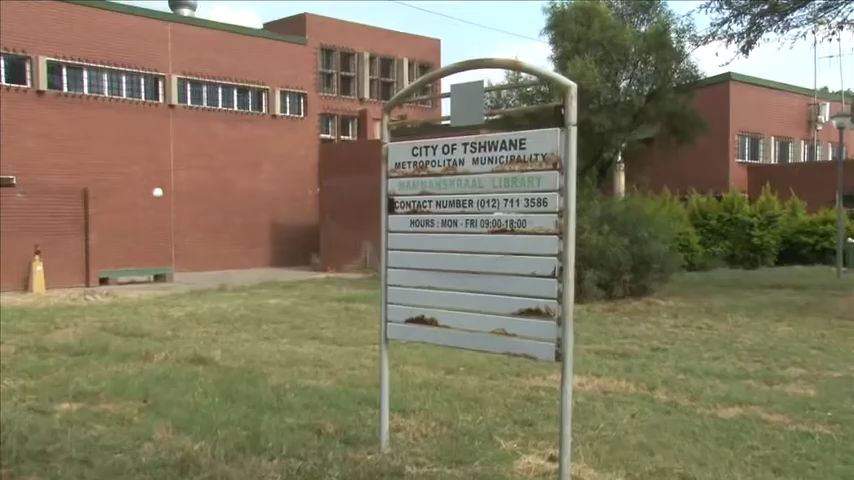 CITY OF TSHWANE
METROPOLITAN MUNICIPALITY
HAMMANSKRAAL LIBRARY
CONTACT NUMBER (012) 711 3586
HOURS : MON - FRI 09:00-18:00